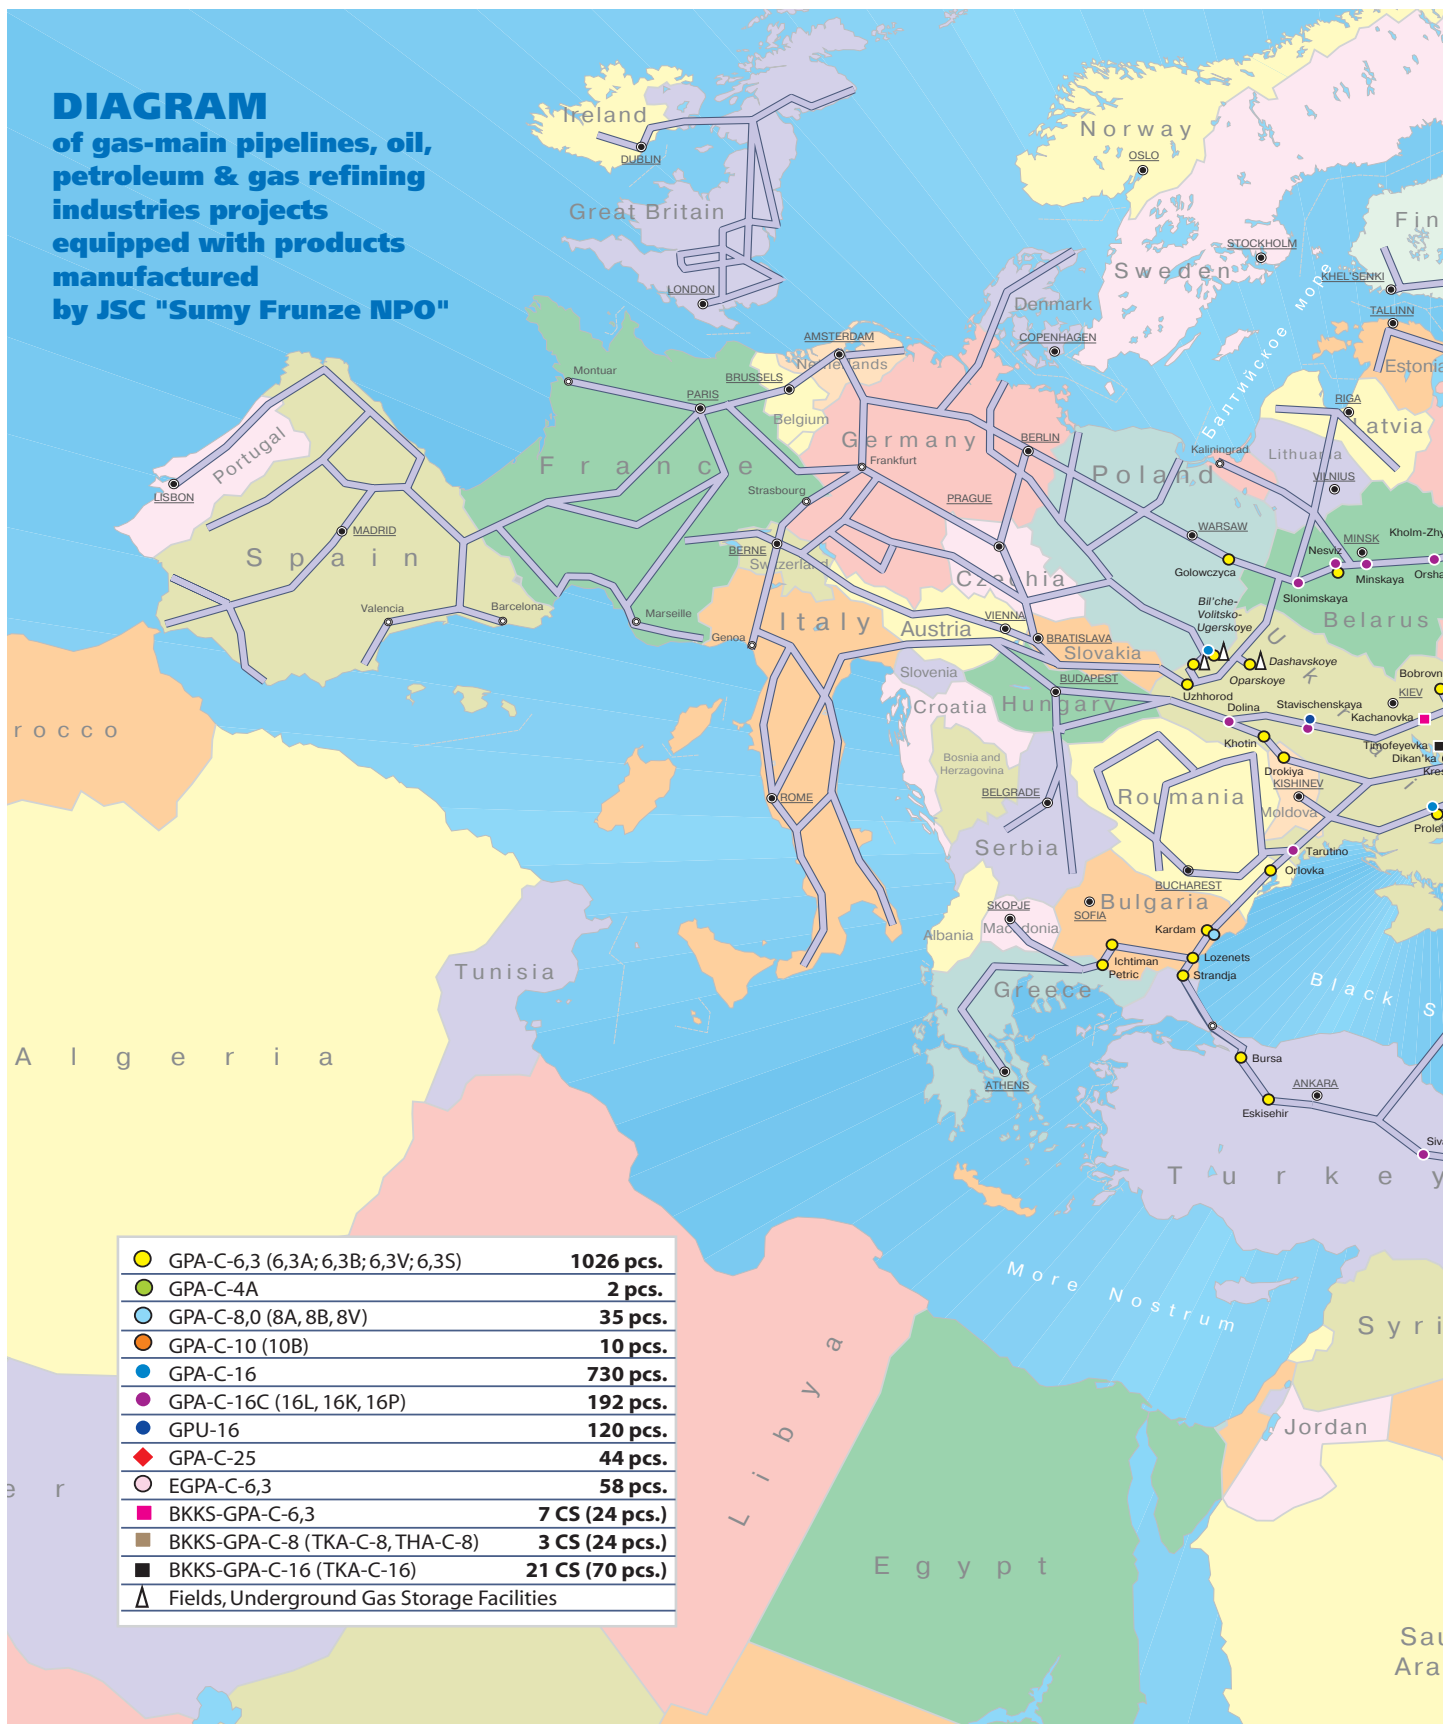 DIAGRAM
of gas-main pipelines, oil,
petroleum & gas refining
industries projects
equipped with products
manufactured
by JSC "Sumy Frunze NPO"
Ireland
DUBLIN
Great Britain
LONDON
Norway
OSLO
Fin
STOCKHOLM
Sweden
KHEL'SENKI
Балтийское море
TALLINN
Estonia
Denmark
COPENHAGEN
AMSTERDAM
Netherlands
BRUSSELS
Belgium
Montuar
PARIS
France
Germany
BERLIN
Frankfurt
Strasbourg
PRAGUE
Poland
Kaliningrad
RIGA
Latvia
Lithuania
VILNIUS
WARSAW
Golowczyca
Kholm-Zhy
MINSK
Nesviz
Minskaya
Orsha
Slonimskaya
Belarus
Portugal
LISBON
MADRID
Spain
Valencia
Barcelona
BERNE
Switzerland
Marseille
Genoa
Italy
Czechia
VIENNA
Austria
BRATISLAVA
Slovakia
Bil'che-
Volitsko-
Ugerskoye
Dashavskoye
Oparskoye
Ukrai
Uzhhorod
Slovenia
BUDAPEST
Croatia
Hungary
Dolina
Stavischenskaya
KIEV
Bobrovn
Kachanovka
Khotin
Timofeyevka
Dikan'ka
Kre
Drokiya
KISHINEV
Moldova
Prole
Bosnia and
Herzagovina
BELGRADE
Roumania
Serbia
ROME
Tarutino
Orlovka
BUCHAREST
SKOPJE
SOFIA
Bulgaria
Albania
Macedonia
Kardam
Ichtiman
Petric
Lozenets
Strandja
Greece
ATHENS
Black S
Bursa
ANKARA
Eskisehir
Siv
Turkey
rocco
Tunisia
Algeria
More Nostrum
Syri
Jordan
Libya
Egypt
Sau
Ara
er
GPA-C-6,3 (6,3A; 6,3B; 6,3V; 6,3S) 1026 pcs.
GPA-C-4A 2 pcs.
GPA-C-8,0 (8A, 8B, 8V) 35 pcs.
GPA-C-10 (10B) 10 pcs.
GPA-C-16 730 pcs.
GPA-C-16C (16L, 16K, 16P) 192 pcs.
GPU-16 120 pcs.
GPA-C-25 44 pcs.
EGPA-C-6,3 58 pcs.
BKKS-GPA-C-6,3 7 CS (24 pcs.)
BKKS-GPA-C-8 (TKA-C-8, THA-C-8) 3 CS (24 pcs.)
BKKS-GPA-C-16 (TKA-C-16) 21 CS (70 pcs.)
Fields, Underground Gas Storage Facilities